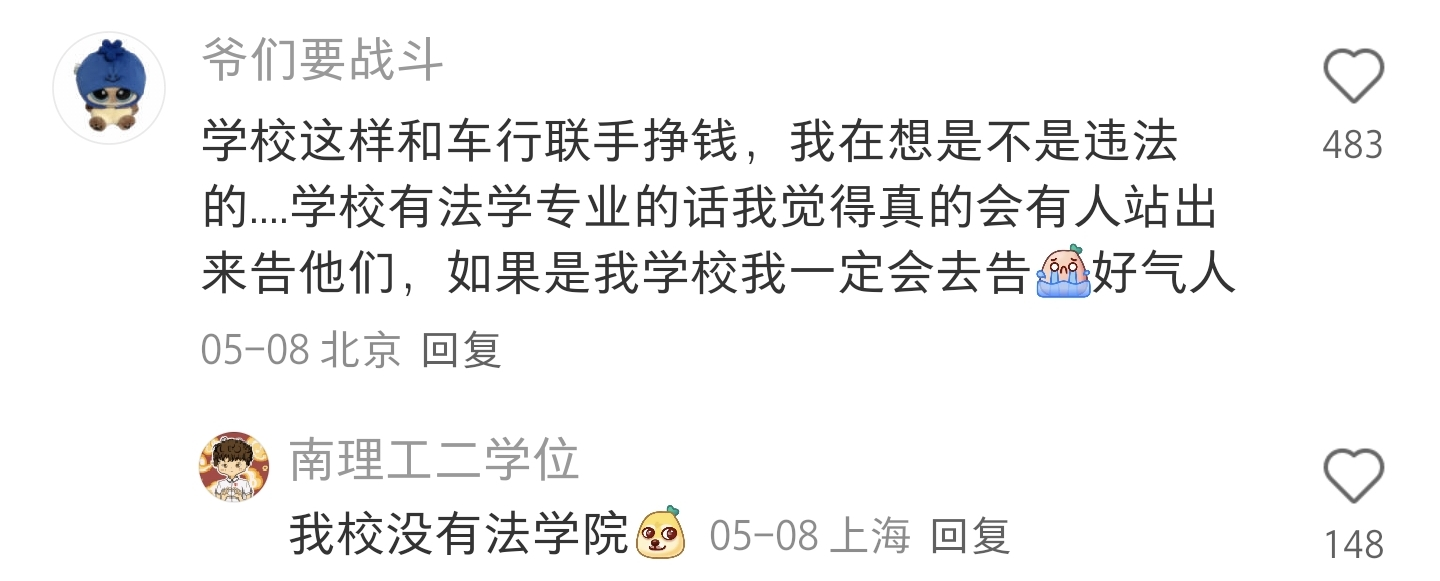 爷们要战斗
学校这样和车行联手挣钱，我在想是不是违法
483
的....学校有法学专业的话我觉得真的会有人站出
来告他们，如果是我学校我一定会去告好气人
05-08 北京 回复
南理工二学位
我校没有法学院 05-08 上海 回复
148